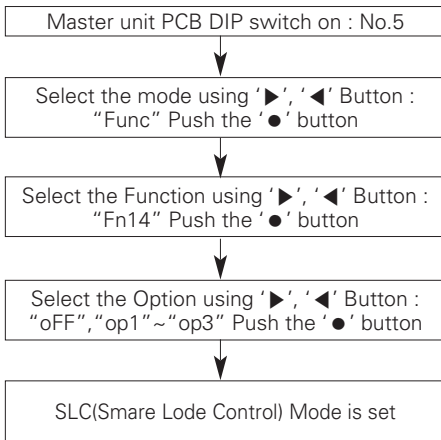 Master unit PCB DIP switch on : No.5
Select the mode using ‘▶’, ‘◀’ Button :
“Func” Push the ‘●’ button
Select the Function using ‘▶’, ‘◀’ Button :
“Fn14” Push the ‘●’ button
Select the Option using ‘▶’, ‘◀’ Button :
“oFF”,“op1”~“op3” Push the ‘●’ button
SLC(Smare Lode Control) Mode is set